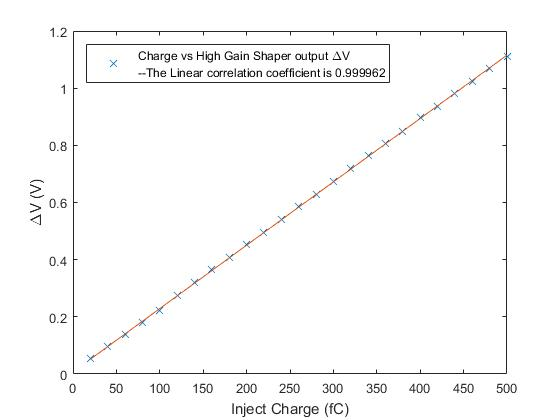 1.2
Charge vs High Gain Shaper output ΔV
--The Linear correlation coefficient is 0.999962
1
0.8
0.6
ΔV (V)
0.4
0.2
0
0 50 100 150 200 250 300 350 400 450 500
Inject Charge (fC)